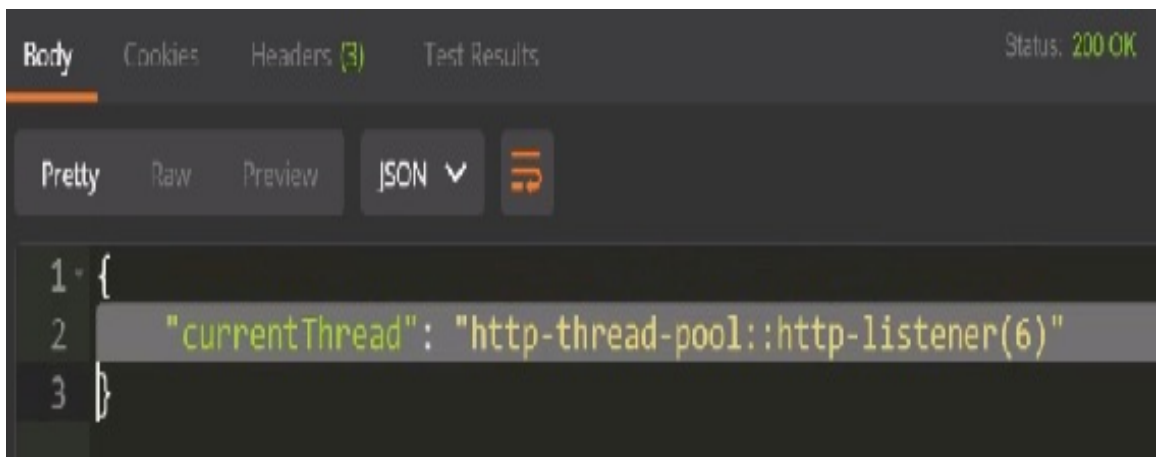 Body Cookies Headers (3) Test Results Status: 200 OK
Pretty Raw Preview JSON
1 {
2 "currentThread": "http-thread-pool::http-listener(6)"
3 }